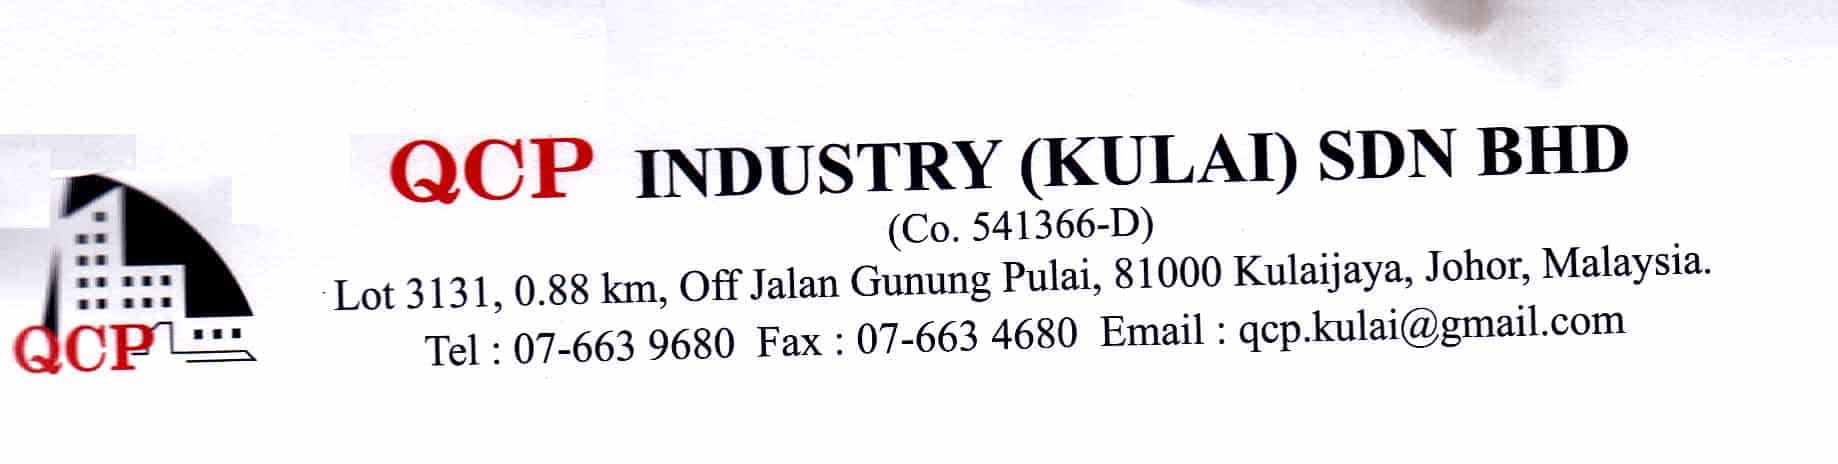 QCP INDUSTRY (KULAI) SDN BHD
(Co. 541366-D)
Lot 3131, 0.88 km, Off Jalan Gunung Pulai, 81000 Kulaijaya, Johor, Malaysia.
Tel : 07-663 9680 Fax : 07-663 4680 Email : qcp.kulai@gmail.com
QCP